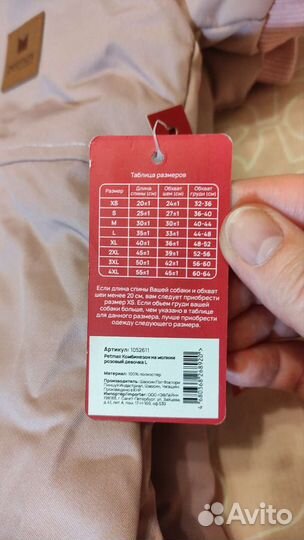 petmax
Таблица размеров
Размер Длина спины (см) Обхват шеи (см) Обхват груди (см)
XS 20±1 24±1 32-36
S 25±1 27±1 36-40
M 30±1 30±1 40-44
L 35±1 33±1 44-48
XL 40±1 36±1 48-52
2XL 45±1 39±1 52-56
3XL 50±1 42±1 56-60
4XL 55±1 45±1 60-64
Если длина спины Вашей собаки и обхват
шеи менее 20 см, вам следует приобрести
размер XS. Если объем груди вашей
собаки больше, чем указано в таблице
для данного размера, лучше приобрести
одежду следующего размера.
Артикул: 1052611
Petmax Комбинезон на молнии
розовый девочка L
Материал: 100% полиэстер
Производитель:
Импортёр/Importer:
Avito